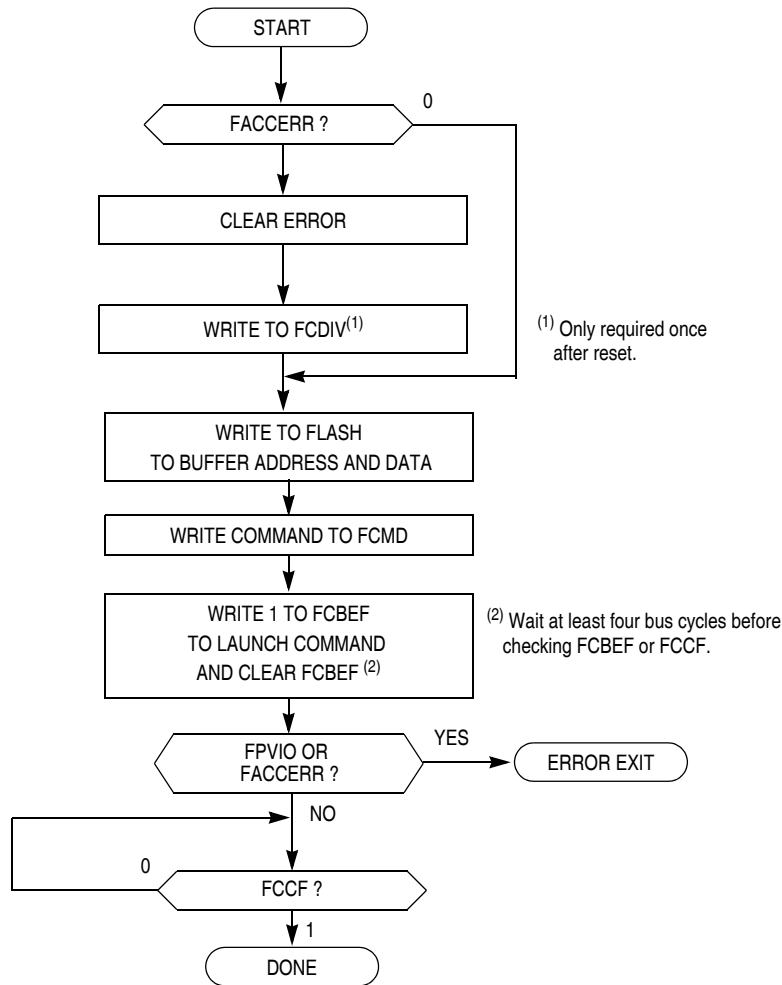 START
0
FACCERR ?
CLEAR ERROR
WRITE TO FCDIV(1)
(1) Only required once
after reset.
WRITE TO FLASH
TO BUFFER ADDRESS AND DATA
WRITE COMMAND TO FCMD
WRITE 1 TO FCBEF
TO LAUNCH COMMAND
AND CLEAR FCBEF (2)
(2) Wait at least four bus cycles before
checking FCBEF or FCCF.
FPVIO OR
FACCERR ?
YES
ERROR EXIT
NO
0
FCCF ?
1
DONE